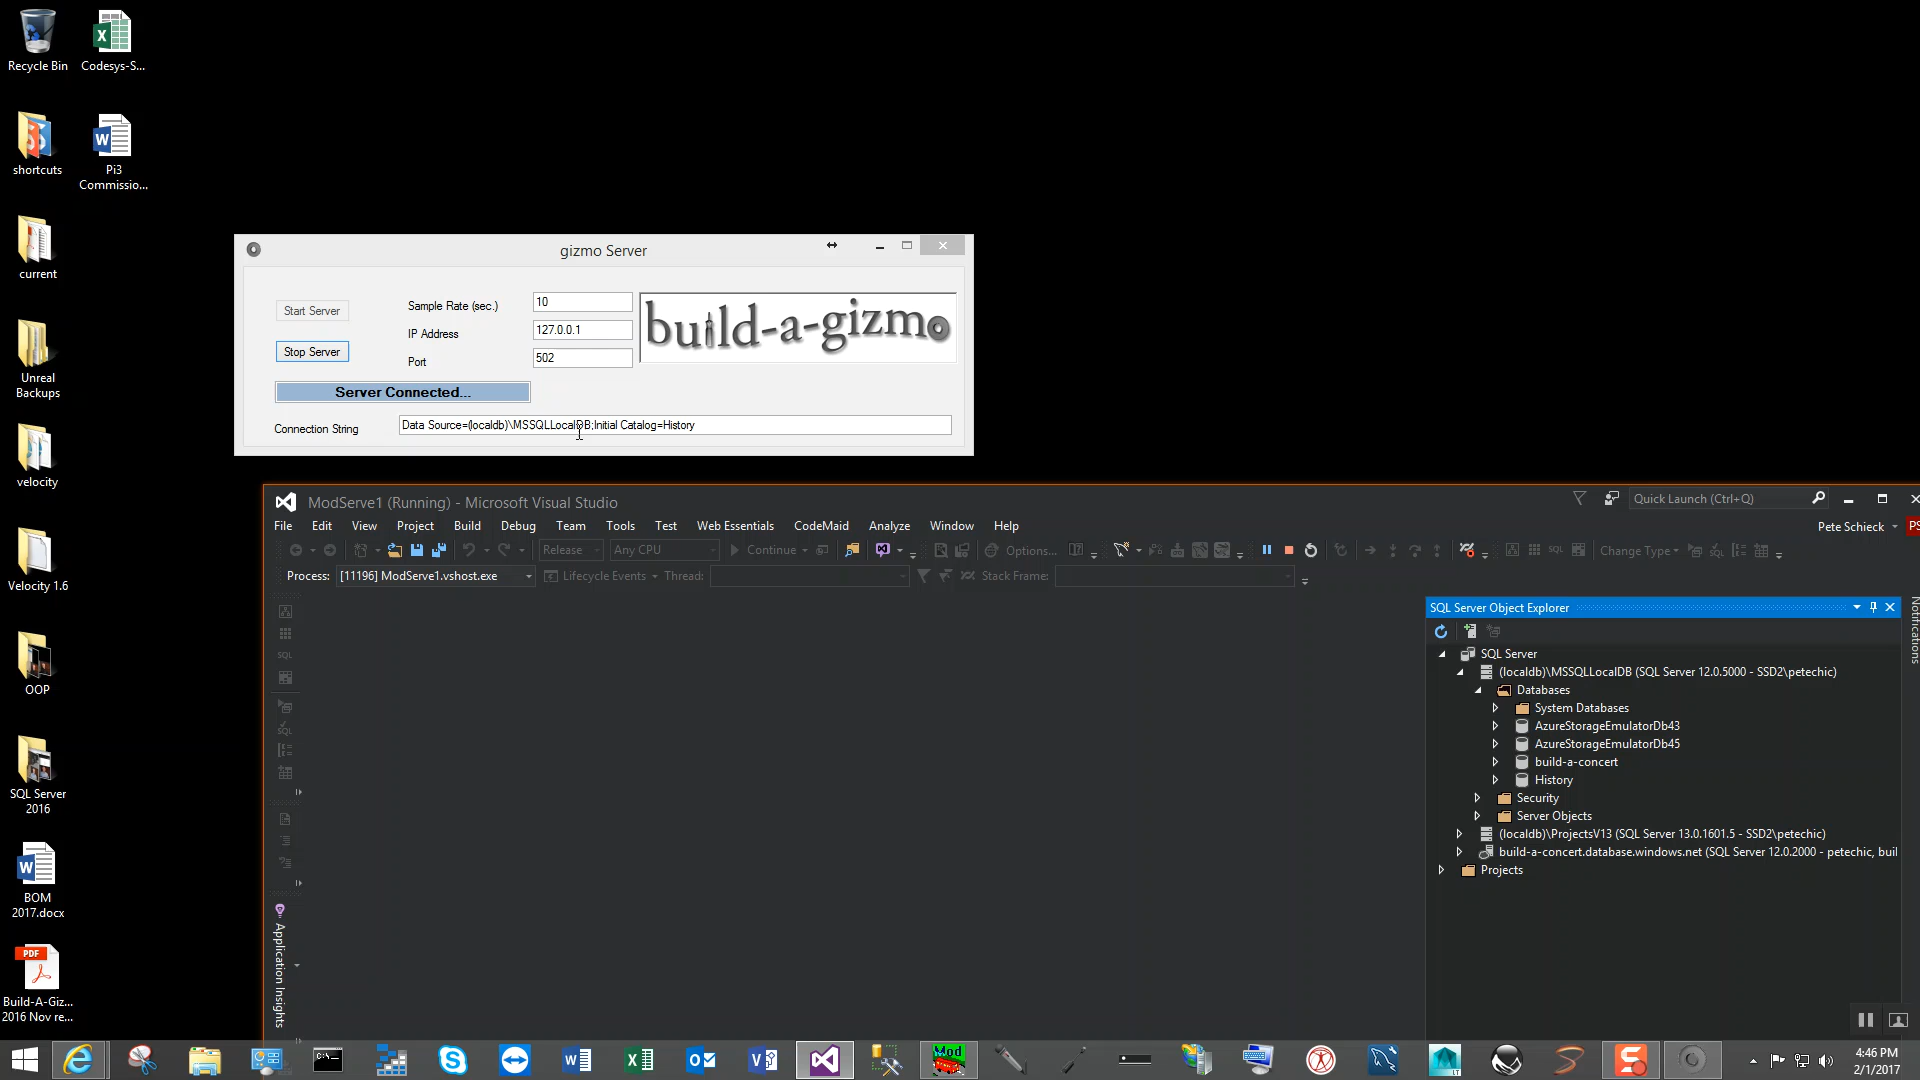 Recycle Bin
Codesys-S...
shortcuts
Pi3
Commissio...
current
Unreal
Backups
velocity
Velocity 1.6
OOP
SQL Server
2016
BOM
2017.docx
PDF
Build-A-Giz...
2016 Nov re...
gizmo Server
Start Server
Sample Rate (sec.)
10
build-a-gizmo
IP Address
127.0.0.1
Stop Server
Port
502
Server Connected...
Connection String
Data Source=(localdb)\MSSQLLocalDB;Initial Catalog=History
ModServe1 (Running) - Microsoft Visual Studio
Quick Launch (Ctrl+Q)
File Edit View Project Build Debug Team Tools Test Web Essentials CodeMaid Analyze Window Help
Pete Schieck
PS
Release Any CPU Continue Options... SQL Change Type
Process: [11196] ModServe1.vshost.exe Lifecycle Events Thread: Stack Frame:
SQL Server Object Explorer
Notifications
SQL Server
(localdb)\MSSQLLocalDB (SQL Server 12.0.5000 - SSD2\petechic)
Databases
System Databases
AzureStorageEmulatorDb43
AzureStorageEmulatorDb45
build-a-concert
History
Security
Server Objects
(localdb)\ProjectsV13 (SQL Server 13.0.1601.5 - SSD2\petechic)
build-a-concert.database.windows.net (SQL Server 12.0.2000 - petechic, buil
Projects
SQL
SQL
Application Insights
Mod
LT
4:46 PM
2/1/2017